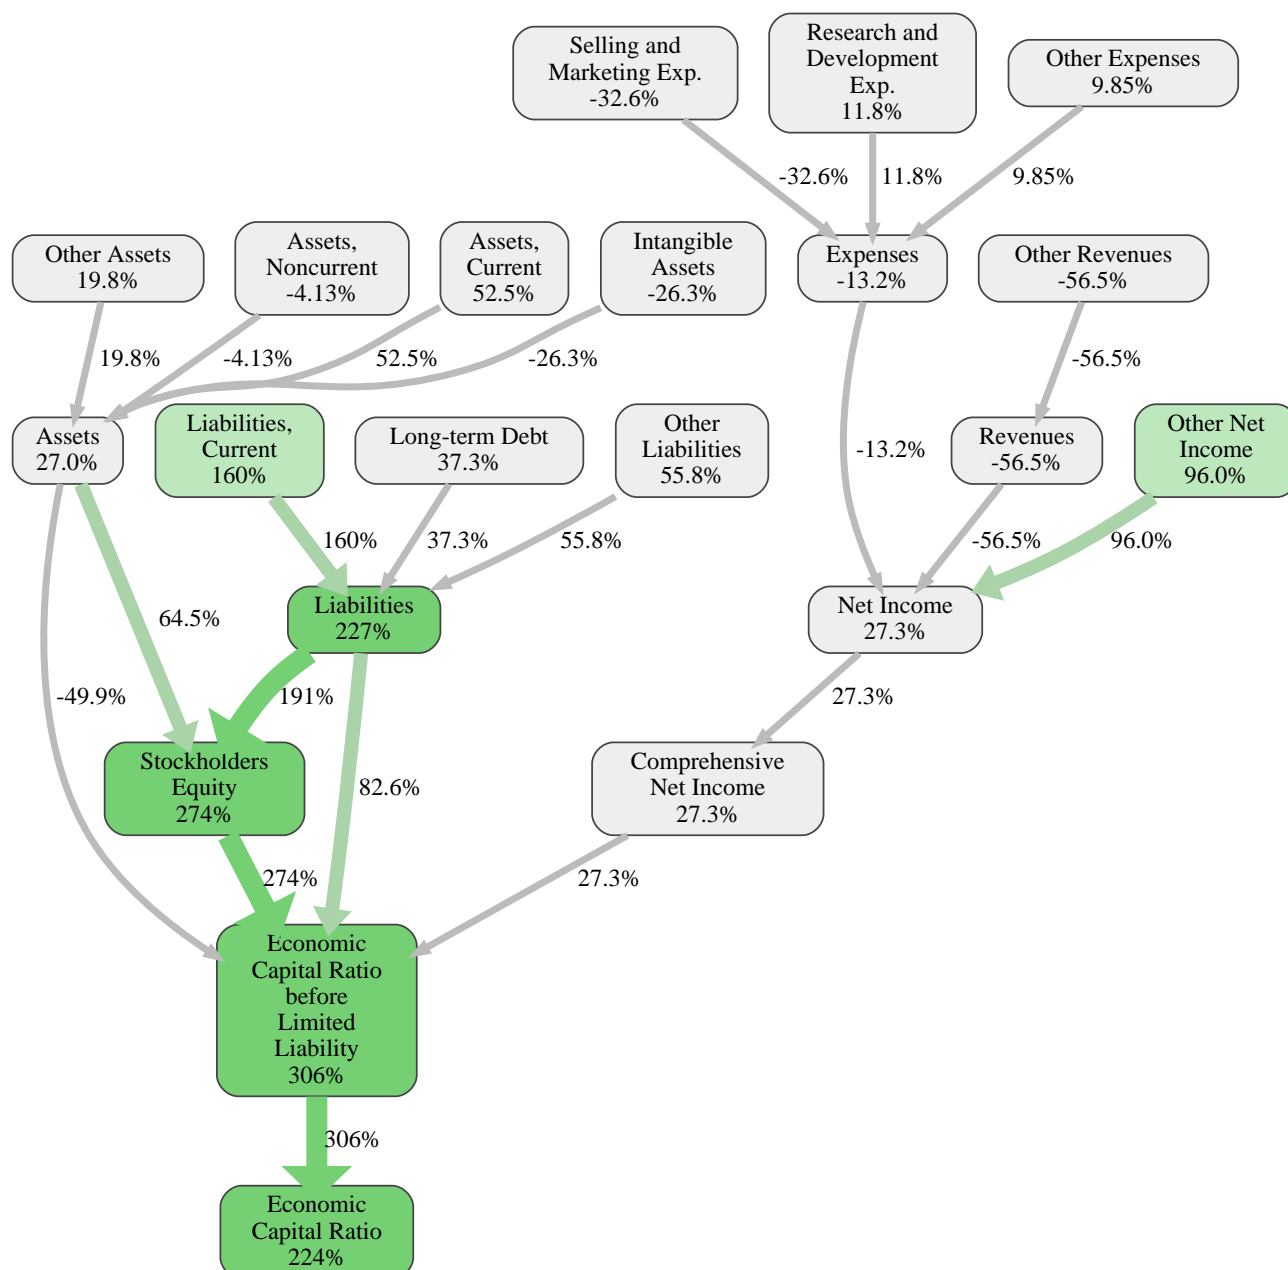 Selling and
Marketing Exp.
-32.6%
Research and
Development
Exp.
11.8%
Other Expenses
9.85%
-32.6%
11.8%
9.85%
Other Assets
19.8%
Assets,
Noncurrent
-4.13%
Assets,
Current
52.5%
Intangible
Assets
-26.3%
Expenses
-13.2%
Other Revenues
-56.5%
19.8%
-4.13%
52.5%
-26.3%
-56.5%
Assets
27.0%
Liabilities,
Current
160%
Long-term Debt
37.3%
Other
Liabilities
55.8%
-13.2%
Revenues
-56.5%
Other Net
Income
96.0%
160%
37.3%
55.8%
-56.5%
96.0%
64.5%
Liabilities
227%
Net Income
27.3%
-49.9%
191%
27.3%
Stockholders
Equity
274%
82.6%
Comprehensive
Net Income
27.3%
274%
27.3%
Economic
Capital Ratio
before
Limited
Liability
306%
306%
Economic
Capital Ratio
224%